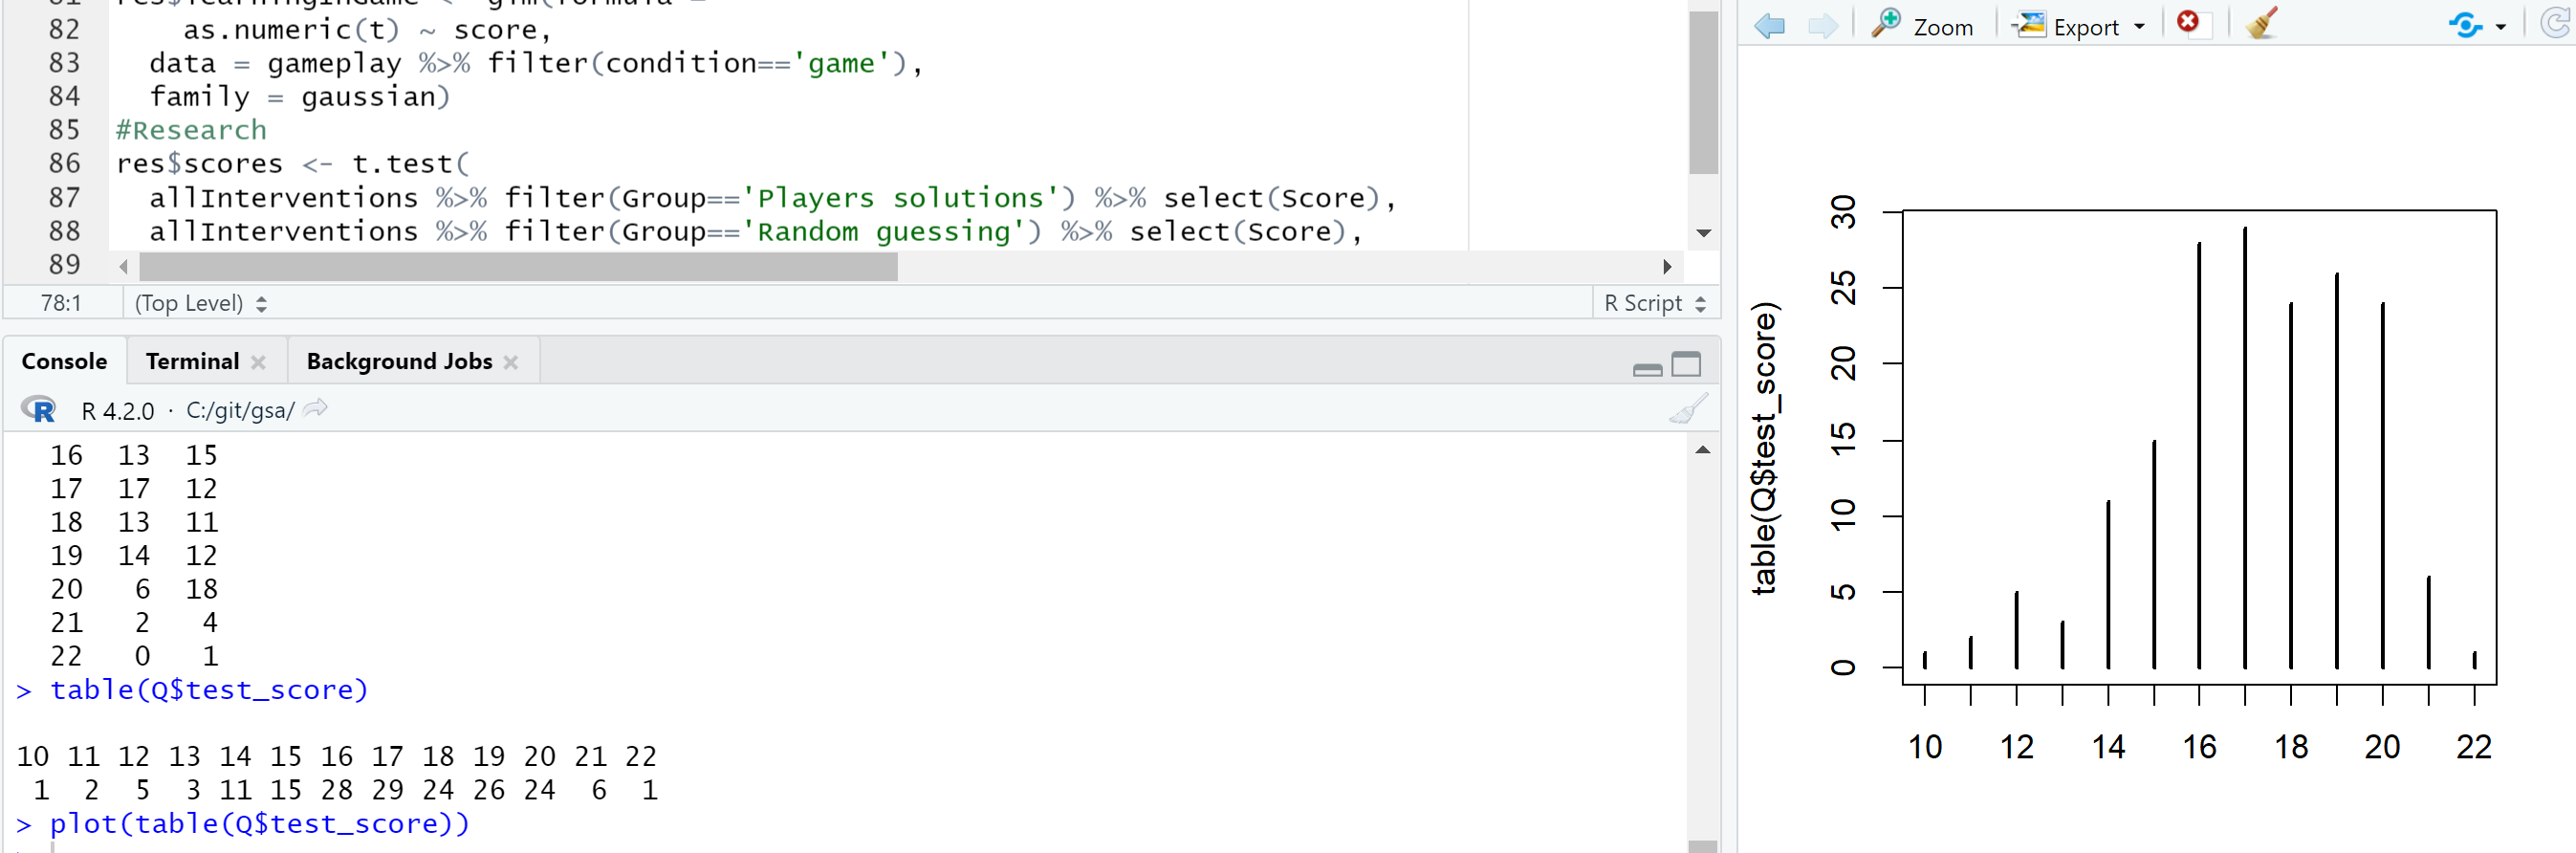 82 as.numeric(t) ~ score,
83 data = gameplay %>% filter(condition=='game'),
84 family = gaussian)
85 #Research
86 res$scores <- t.test(
87 allInterventions %>% filter(Group=='Players solutions') %>% select(Score),
88 allInterventions %>% filter(Group=='Random guessing') %>% select(Score),
89
78:1 (Top Level) R Script
Console Terminal Background Jobs
R R 4.2.0 · C:/git/gsa/
16 13 15
17 17 12
18 13 11
19 14 12
20 6 18
21 2 4
22 0 1
> table(Q$test_score)
10 11 12 13 14 15 16 17 18 19 20 21 22
1 2 5 3 11 15 28 29 24 26 24 6 1
> plot(table(Q$test_score))
Zoom Export
table(Q$test_score)
30
25
20
15
10
5
0
10 12 14 16 18 20 22